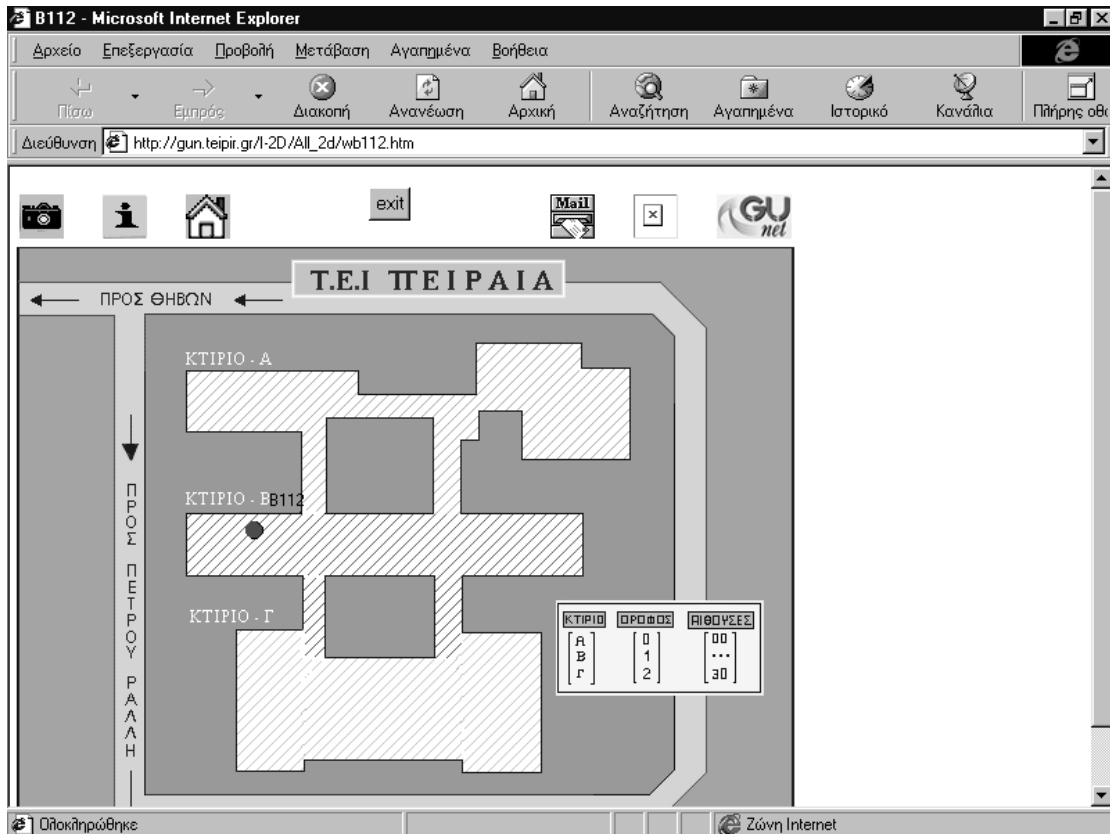 B112 - Microsoft Internet Explorer
Αρχείο Επεξεργασία Προβολή Μετάβαση Αγαπημένα Βοήθεια
Πίσω Εμπρός Διακοπή Ανανέωση Αρχική Αναζήτηση Αγαπημένα Ιστορικό Κανάλια Πλήρης οθό
Διεύθυνση http://gun.teipir.gr/I-2D/All_2d/wb112.htm
exit Mail GU net
Τ.Ε.Ι ΠΕΙΡΑΙΑ
ΠΡΟΣ ΘΗΒΩΝ
ΚΤΙΡΙΟ - Α
ΚΤΙΡΙΟ - Β B112
ΠΡΟΣ ΠΕΤΡΟΥ ΡΑΛΛΗ
ΚΤΙΡΙΟ - Γ
ΚΤΙΡΙΟ ΟΡΟΦΟΣ ΑΙΘΟΥΣΕΣ
Α 0 00
Β 1 ...
Γ 2 30
Ολοκληρώθηκε Ζώνη Internet